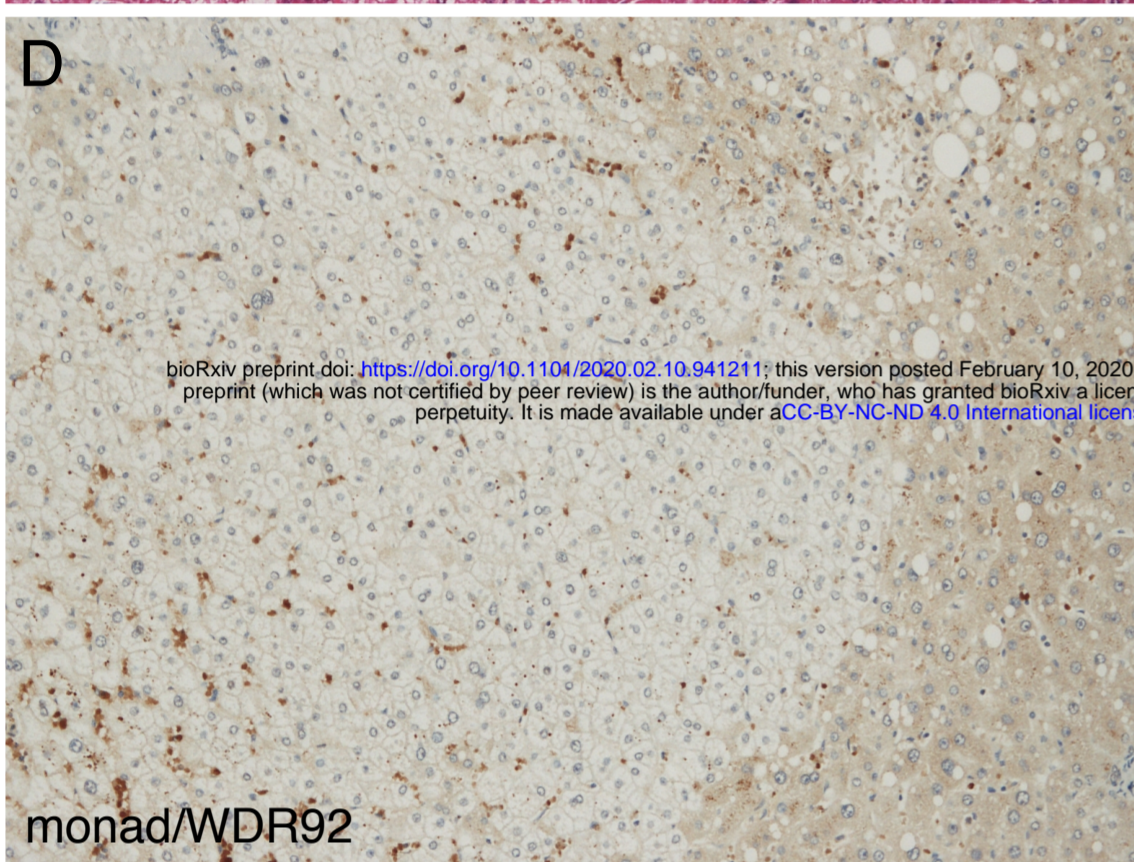 D
bioRxiv preprint doi: https://doi.org/10.1101/2020.02.10.941211; this version posted February 10, 2020
preprint (which was not certified by peer review) is the author/funder, who has granted bioRxiv a
perpetuity. It is made available under aCC-BY-NC-ND 4.0 International
monad/WDR92